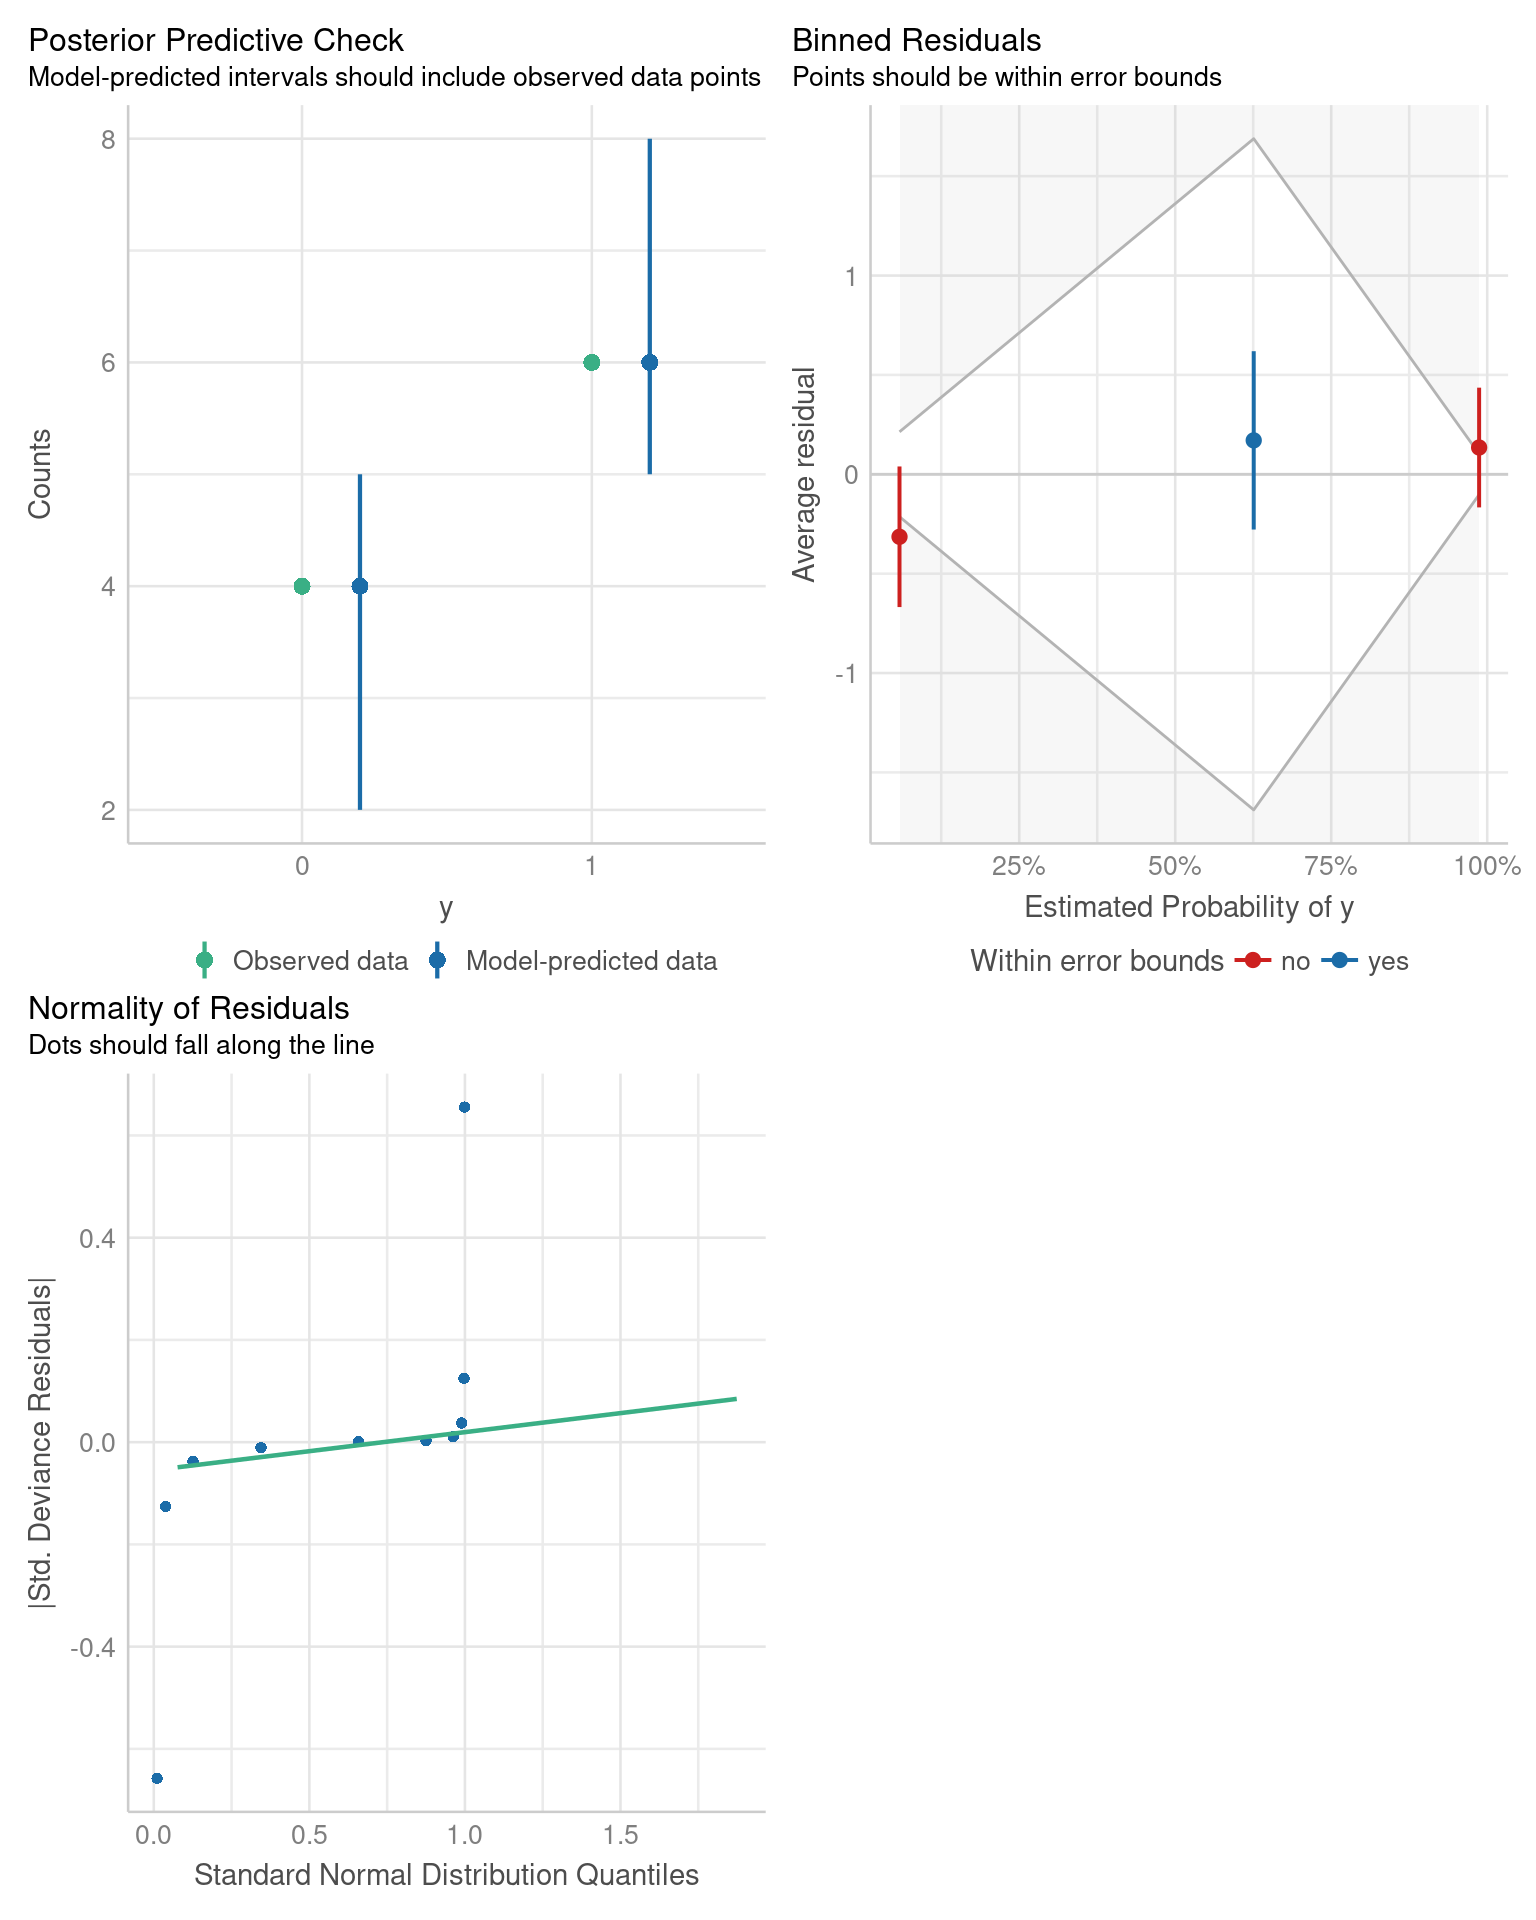 Posterior Predictive Check
Model-predicted intervals should include observed data points
8
6
4
2
Counts
0
1
y
Observed data
Model-predicted data
Binned Residuals
Points should be within error bounds
1
0
-1
Average residual
25%
50%
75%
100%
Estimated Probability of y
Within error bounds
no
yes
Normality of Residuals
Dots should fall along the line
0.4
0.0
-0.4
|Std. Deviance Residuals|
0.0
0.5
1.0
1.5
Standard Normal Distribution Quantiles